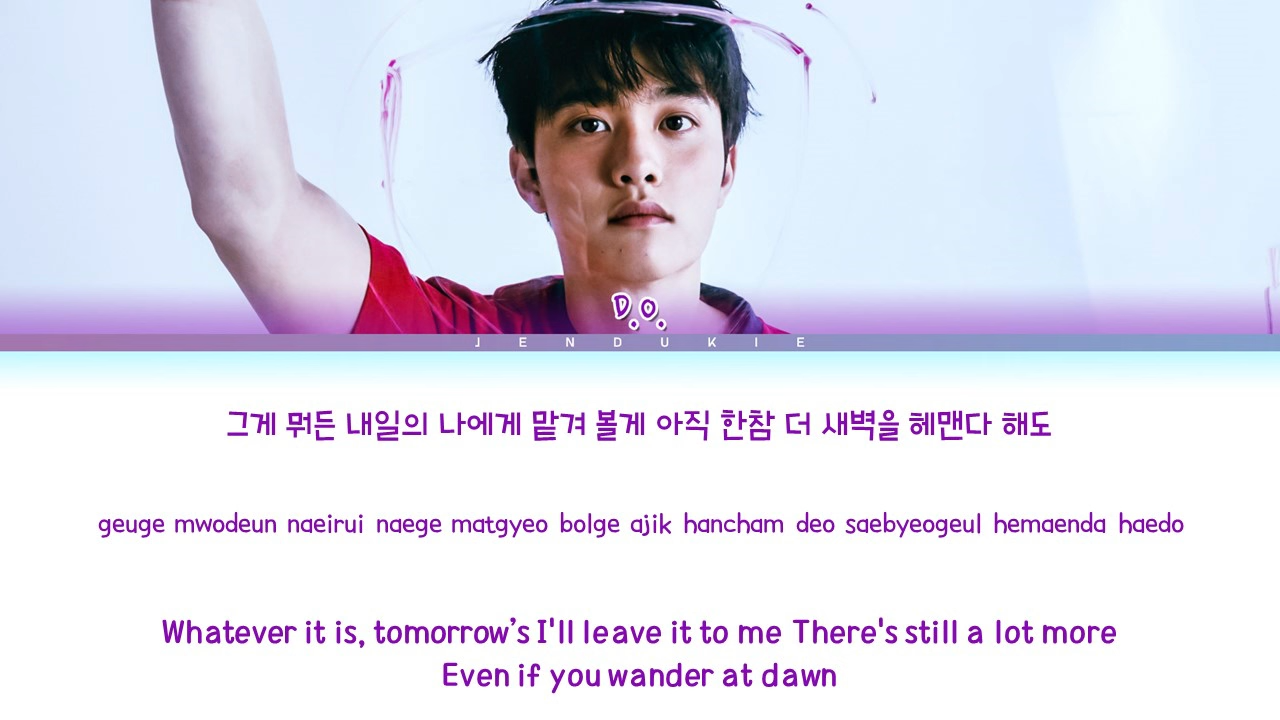 D.O.
JENDUKIE
그게 뭐든 내일의 나에게 맡겨 볼게 아직 한참 더 새벽을 헤맨다 해도
geuge mwodeun naeirui naege matgyeo bolge ajik hancham deo saebyeogeul hemaenda haedo
Whatever it is, tomorrow’s I'll leave it to me There's still a lot more
Even if you wander at dawn